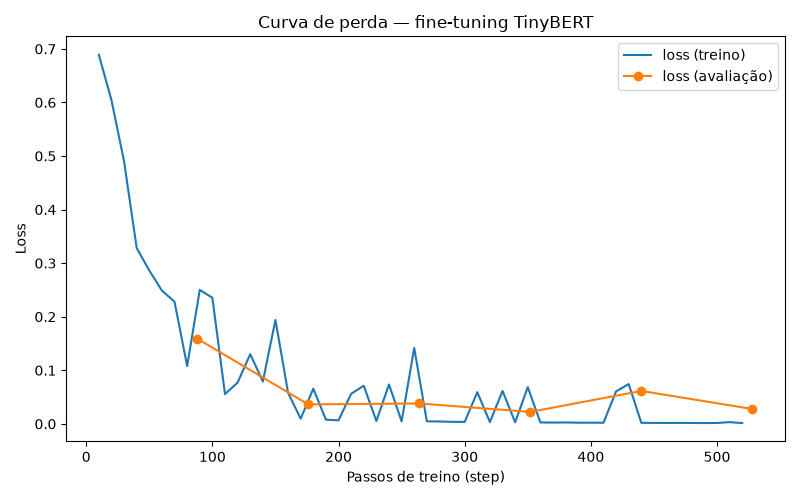 Curva de perda — fine-tuning TinyBERT
loss (treino)
loss (avaliação)
Loss
0.7
0.6
0.5
0.4
0.3
0.2
0.1
0.0
0 100 200 300 400 500
Passos de treino (step)